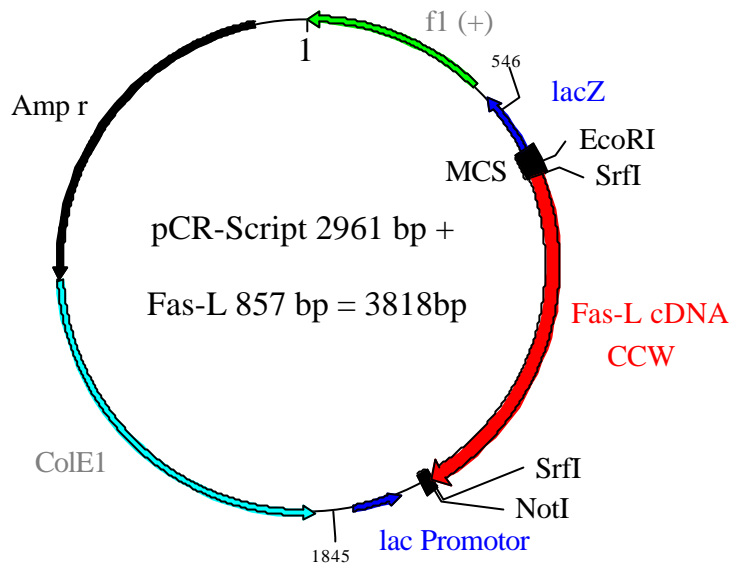 f1 (+)
1
546
lacZ
Amp r
EcoRI
MCS
SrfI
pCR-Script 2961 bp +
Fas-L 857 bp = 3818bp
Fas-L cDNA
CCW
ColE1
SrfI
NotI
lac Promotor
1845